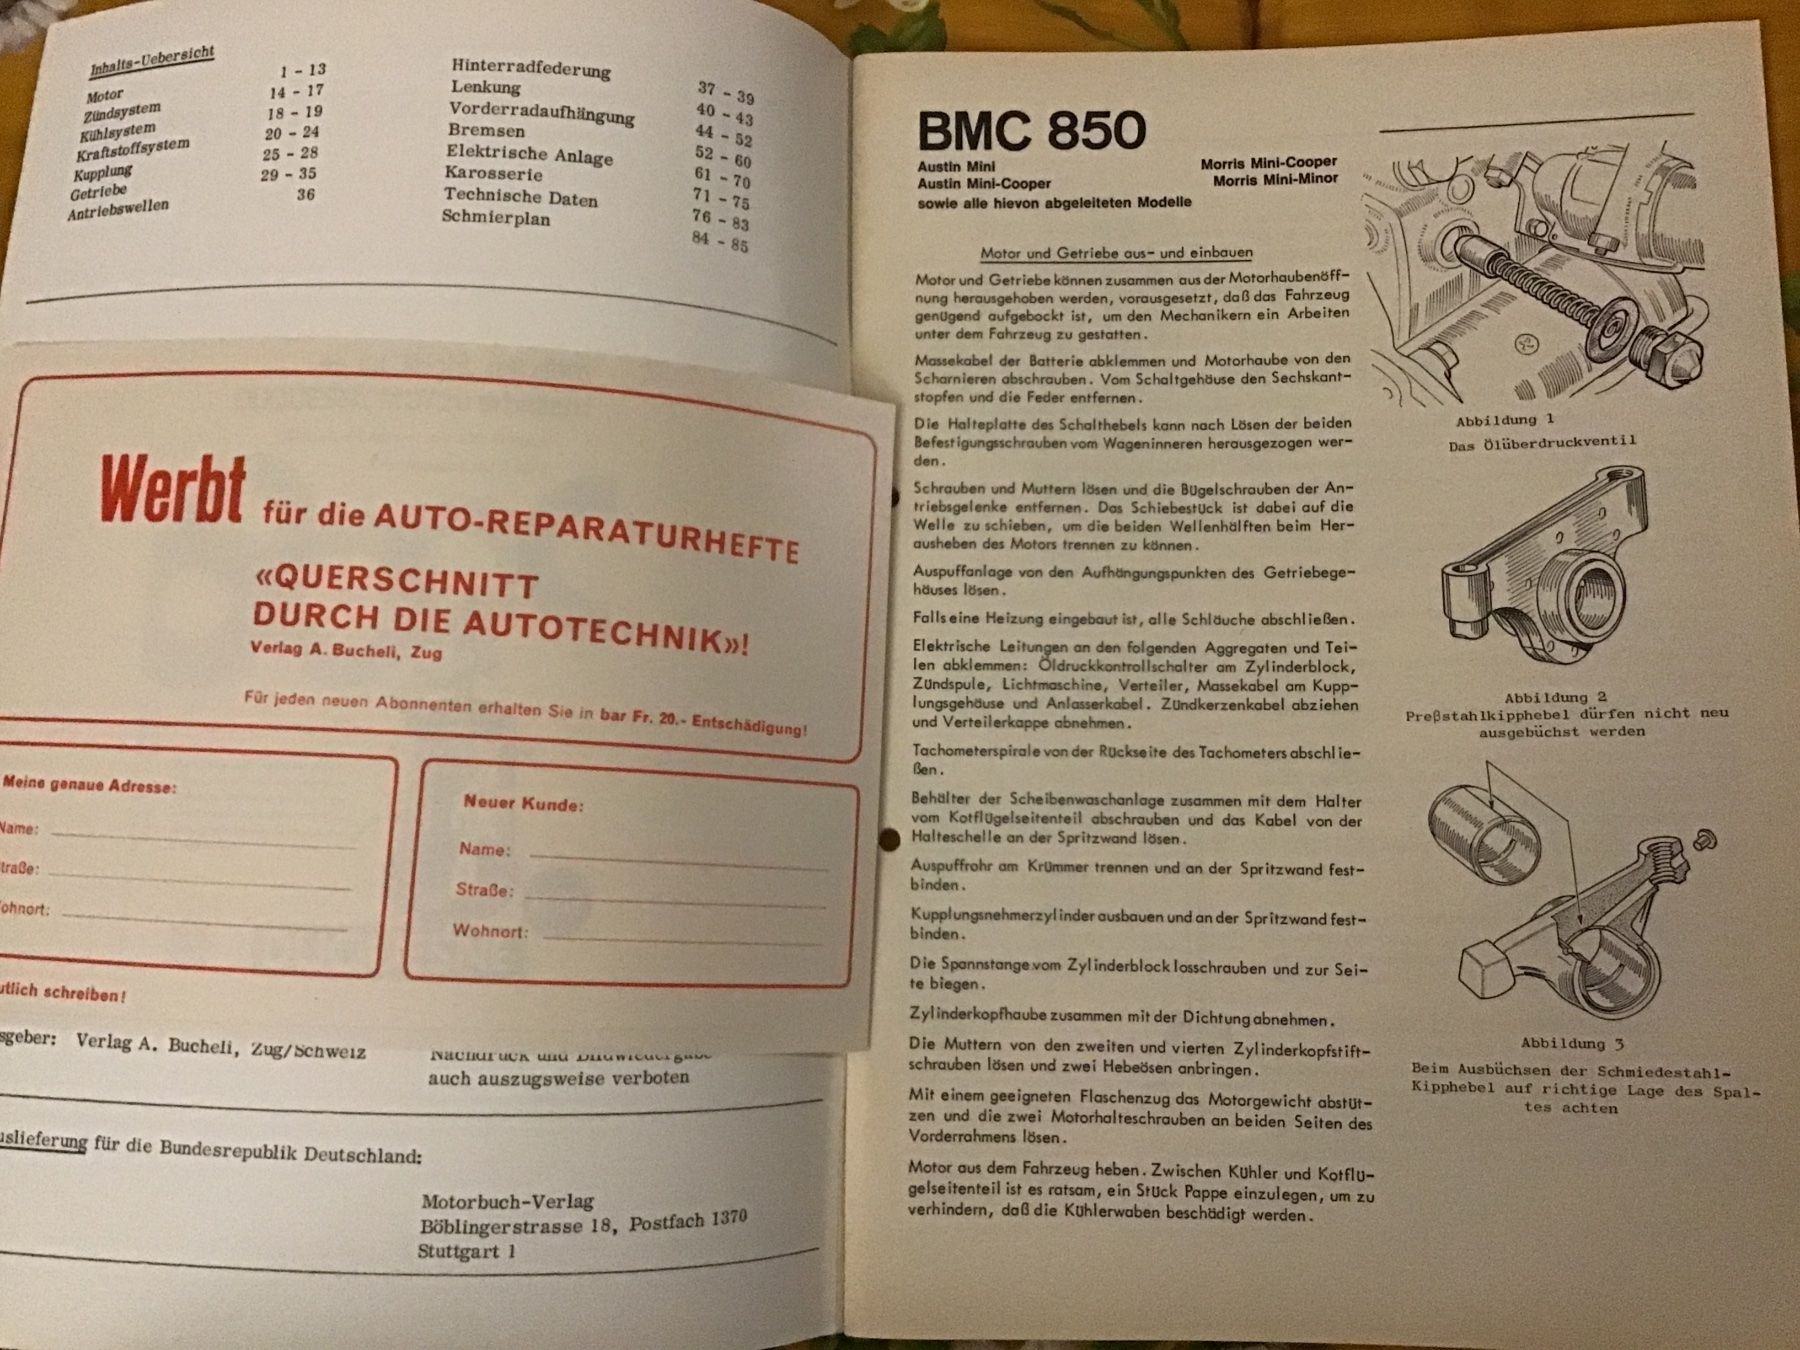 Inhalts-Uebersicht
Motor 1 - 13
Zündsystem 14 - 17
Kühlsystem 18 - 19
Kraftstoffsystem 20 - 24
Kupplung 25 - 28
Getriebe 29 - 35
Antriebswellen 36
Hinterradfederung 37 - 39
Lenkung 40 - 43
Vorderradaufhängung 44 - 52
Bremsen 52 - 60
Elektrische Anlage 61 - 70
Karosserie 71 - 75
Technische Daten 76 - 83
Schmierplan 84 - 85
Werbt für die AUTO-REPARATURHEFTE
«QUERSCHNITT
DURCH DIE AUTOTECHNIK»!
Verlag A. Bucheli, Zug
Für jeden neuen Abonnenten erhalten Sie in bar Fr. 20.- Entschädigung!
Meine genaue Adresse:
Name:
traße:
ohnort:
Neuer Kunde:
Name:
Straße:
Wohnort:
utlich schreiben!
sgeber: Verlag A. Bucheli, Zug/Schweiz
Nachdruck und Bildwiedergabe
auch auszugsweise verboten
uslieferung für die Bundesrepublik Deutschland:
Motorbuch-Verlag
Böblingerstrasse 18, Postfach 1370
Stuttgart 1
BMC 850
Austin Mini
Austin Mini-Cooper
Morris Mini-Cooper
Morris Mini-Minor
sowie alle hievon abgeleiteten Modelle
Motor und Getriebe aus- und einbauen
Motor und Getriebe können zusammen aus der Motorhaubenöff-
nung herausgehoben werden, vorausgesetzt, daß das Fahrzeug
genügend aufgebockt ist, um den Mechanikern ein Arbeiten
unter dem Fahrzeug zu gestatten.
Massekabel der Batterie abklemmen und Motorhaube von den
Scharnieren abschrauben. Vom Schaltgehäuse den Sechskant-
stopfen und die Feder entfernen.
Die Halteplatte des Schalthebels kann nach Lösen der beiden
Befestigungsschrauben vom Wageninneren herausgezogen wer-
den.
Schrauben und Muttern lösen und die Bügelschrauben der An-
triebsgelenke entfernen. Das Schiebestück ist dabei auf die
Welle zu schieben, um die beiden Wellenhälften beim Her-
ausheben des Motors trennen zu können.
Auspuffanlage von den Aufhängungspunkten des Getriebege-
häuses lösen.
Falls eine Heizung eingebaut ist, alle Schläuche abschließen.
Elektrische Leitungen an den folgenden Aggregaten und Tei-
len abklemmen: Öldruckkontrollschalter am Zylinderblock,
Zündspule, Lichtmaschine, Verteiler, Massekabel am Kupp-
lungsgehäuse und Anlasserkabel. Zündkerzenkabel abziehen
und Verteilerkappe abnehmen.
Tachometerspirale von der Rückseite des Tachometers abschlie-
ßen.
Behälter der Scheibenwaschanlage zusammen mit dem Halter
vom Kotflügelseitenteil abschrauben und das Kabel von der
Halteschelle an der Spritzwand lösen.
Auspuffrohr am Krümmer trennen und an der Spritzwand fest-
binden.
Kupplungsnehmerzylinder ausbauen und an der Spritzwand fest-
binden.
Die Spannstange vom Zylinderblock losschrauben und zur Sei-
te biegen.
Zylinderkopfhaube zusammen mit der Dichtung abnehmen.
Die Muttern von den zweiten und vierten Zylinderkopfstift-
schrauben lösen und zwei Hebeösen anbringen.
Mit einem geeigneten Flaschenzug das Motorgewicht abstüt-
zen und die zwei Motorhalteschrauben an beiden Seiten des
Vorderrahmens lösen.
Motor aus dem Fahrzeug heben. Zwischen Kühler und Kotflü-
gelseitenteil ist es ratsam, ein Stück Pappe einzulegen, um zu
verhindern, daß die Kühlerwaben beschädigt werden.
Abbildung 1
Das Ölüberdruckventil
Abbildung 2
Preßstahlkipphebel dürfen nicht neu
ausgebüchst werden
Abbildung 3
Beim Ausbüchsen der Schmiedestahl-
Kipphebel auf richtige Lage des Spal-
tes achten